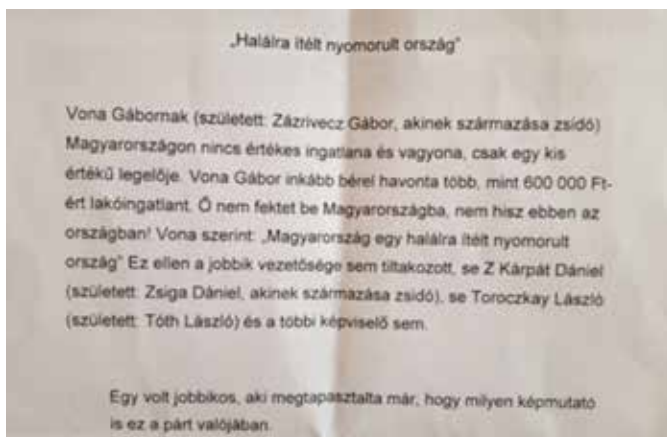 „Halálra ítélt nyomorult ország"
Vona Gábornak (született: Zázrivecz Gábor, akinek származása zsidó)
Magyarországon nincs értékes ingatlana és vagyona, csak egy kis
értékű legelője. Vona Gábor inkább bérel havonta több, mint 600 000 Ft-
ért lakóingatlant. Ő nem fektet be Magyarországba, nem hisz ebben az
országban! Vona szerint: „Magyarország egy halálra ítélt nyomorult
ország" Ez ellen a jobbik vezetősége sem tiltakozott, se Z Kárpát Dániel
(született: Zsiga Dániel, akinek származása zsidó), se Toroczkay László
(született: Tóth László) és a többi képviselő sem.
Egy volt jobbikos, aki megtapasztalta már, hogy milyen képmutató
is ez a párt valójában.